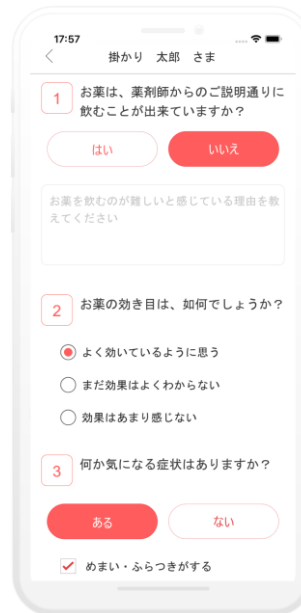 17:57
掛かり 太郎 さま
1
お薬は、薬剤師からのご説明通りに
飲むことが出来ていますか？
はい
いいえ
お薬を飲むのが難しいと感じている理由を教
えてください
2
お薬の効き目は、如何でしょうか？
よく効いているように思う
まだ効果はよくわからない
効果はあまり感じない
3
何か気になる症状はありますか？
ある
ない
めまい・ふらつきがする